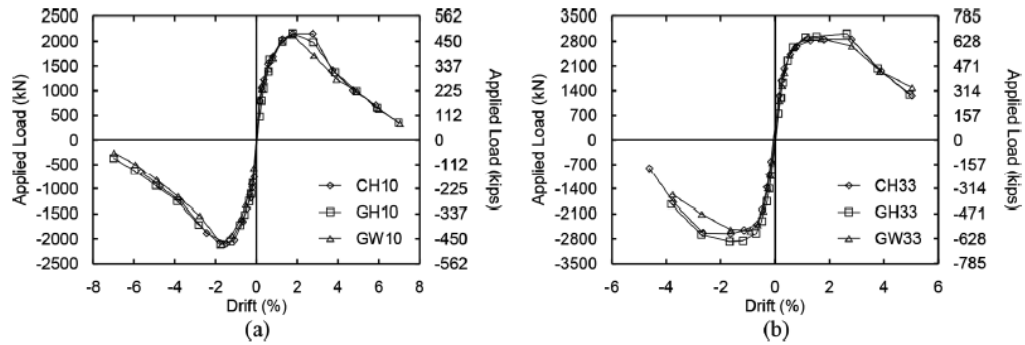 2500
2000
1500
1000
500
0
-500
-1000
-1500
-2000
-2500
Applied Load (kN)
562
450
337
225
112
0
-112
-225
-337
-450
-562
Applied Load (kips)
CH10
GH10
GW10
-8 -6 -4 -2 0 2 4 6 8
Drift (%)
(a)
3500
2800
2100
1400
700
0
-700
-1400
-2100
-2800
-3500
Applied Load (kN)
785
628
471
314
157
0
-157
-314
-471
-628
-785
Applied Load (kips)
CH33
GH33
GW33
-6 -4 -2 0 2 4 6
Drift (%)
(b)